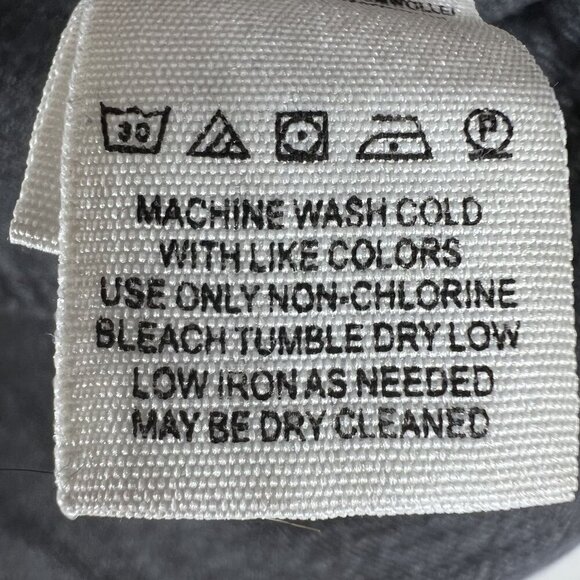 30
P
MACHINE WASH COLD
WITH LIKE COLORS
USE ONLY NON-CHLORINE
BLEACH TUMBLE DRY LOW
LOW IRON AS NEEDED
MAY BE DRY CLEANED